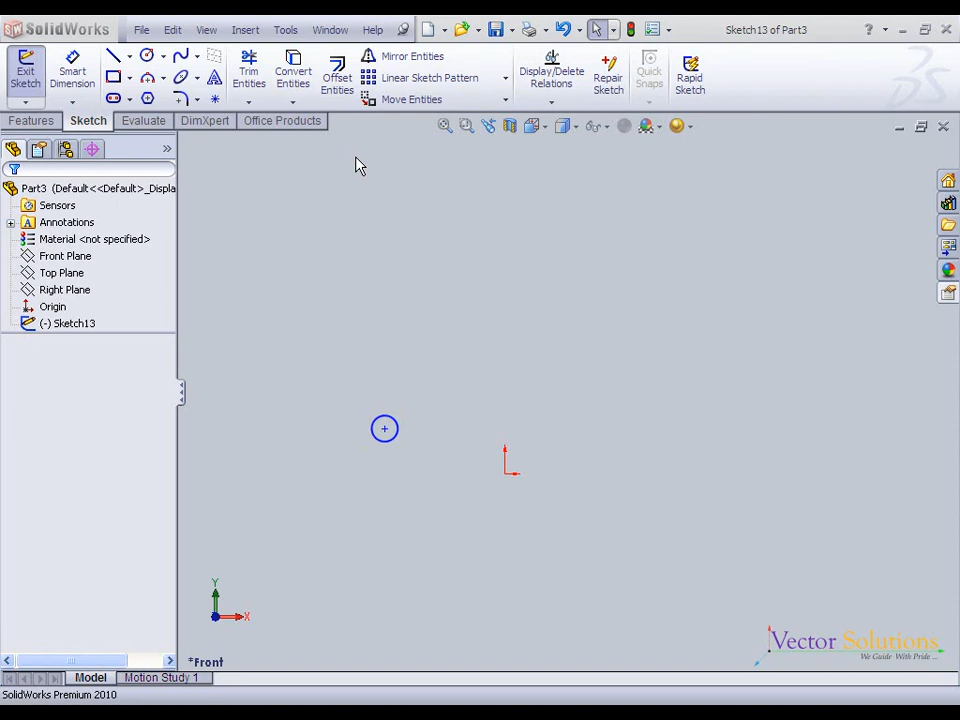 SolidWorks File Edit View Insert Tools Window Help Sketch13 of Part3
Exit Sketch
Smart Dimension
Trim Entities
Convert Entities
Offset Entities
Mirror Entities
Linear Sketch Pattern
Move Entities
Display/Delete Relations
Repair Sketch
Quick Snaps
Rapid Sketch
Features Sketch Evaluate DimXpert Office Products
Part3 (Default<<Default>_Displa
Sensors
Annotations
Material <not specified>
Front Plane
Top Plane
Right Plane
Origin
(-) Sketch13
Y
X
*Front
Vector Solutions
We Guide With Pride ...
Model Motion Study 1
SolidWorks Premium 2010